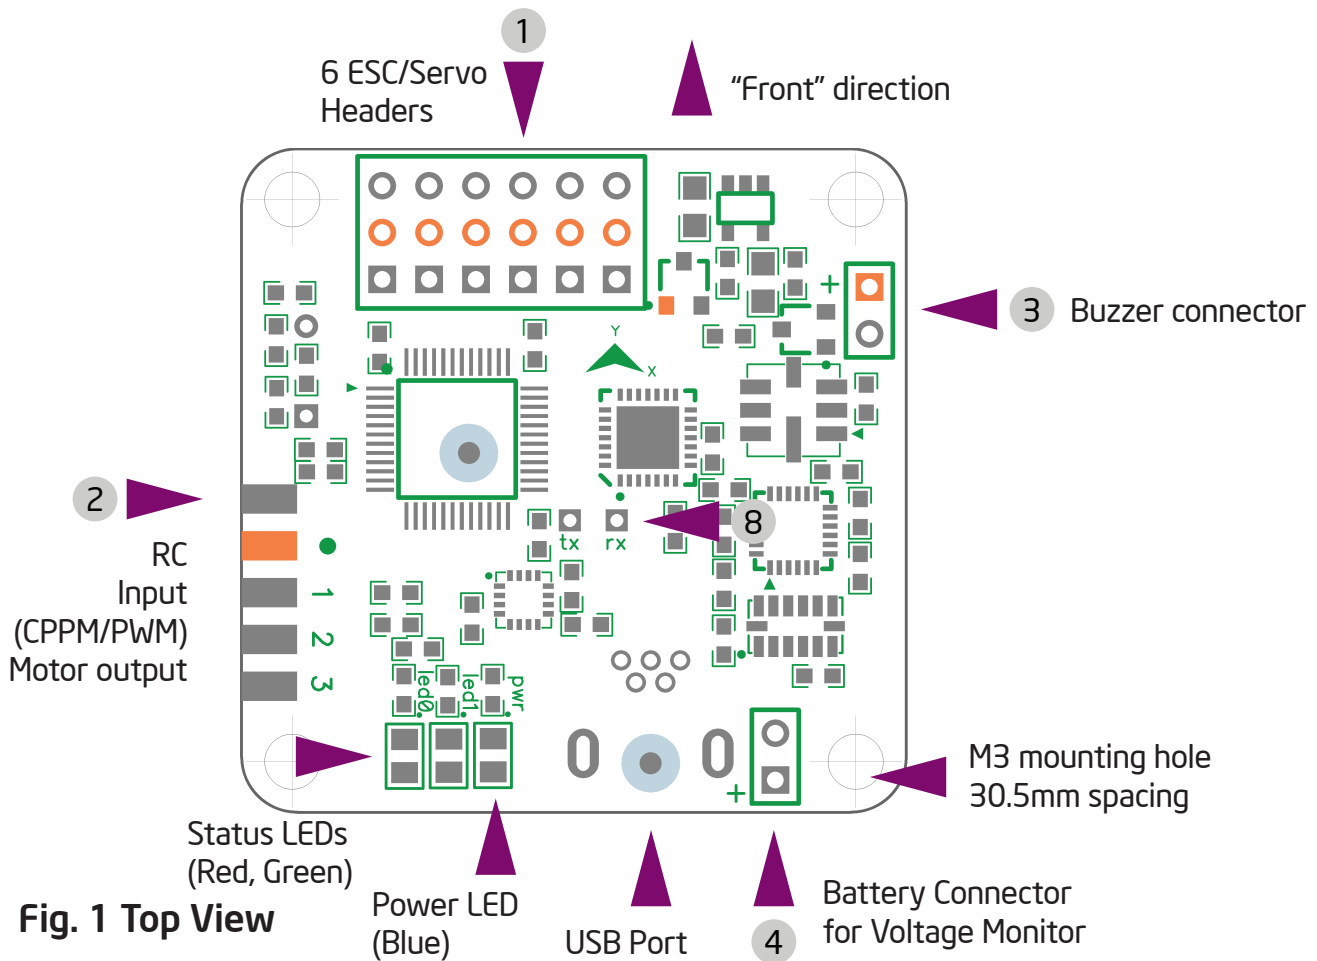 1
6 ESC/Servo
Headers
“Front” direction
+
3
Buzzer connector
Y
X
2
RC
Input
(CPPM/PWM)
Motor output
8
tx
rx
1
2
3
led0
led1
pwr
+
M3 mounting hole
30.5mm spacing
Status LEDs
(Red, Green)
Power LED
(Blue)
USB Port
4
Battery Connector
for Voltage Monitor
Fig. 1 Top View